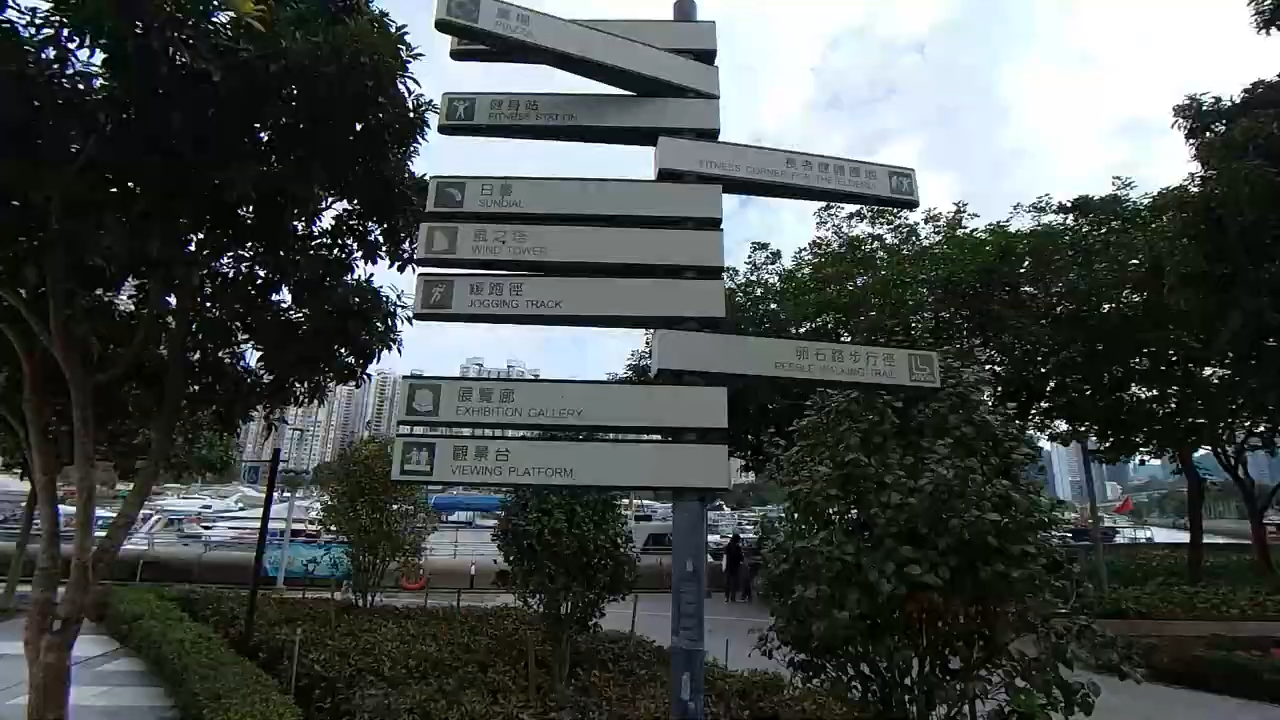 廣場
PIAZZA
健身站
FITNESS STATION
長者健體園地
FITNESS CORNER FOR THE ELDERLY
日晷
SUNDIAL
風之塔
WIND TOWER
緩跑徑
JOGGING TRACK
卵石路步行徑
PEBBLE WALKING TRAIL
展覽廊
EXHIBITION GALLERY
觀景台
VIEWING PLATFORM